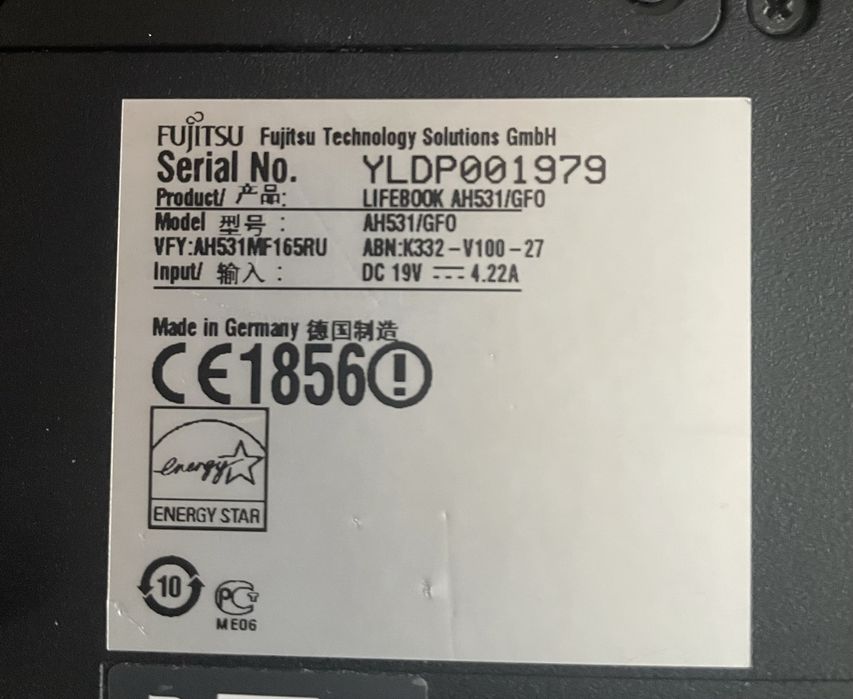 FUJITSU Fujitsu Technology Solutions GmbH
Serial No. YLDP001979
Product/ 产品: LIFEBOOK AH531/GFO
Model 型号 : AH531/GFO
VFY:AH531MF165RU ABN:K332-V100-27
Input/ 输入 : DC 19V ⎓ 4.22A
Made in Germany 德国制造
CE1856!
energy
ENERGY STAR
10
PCT
ME06